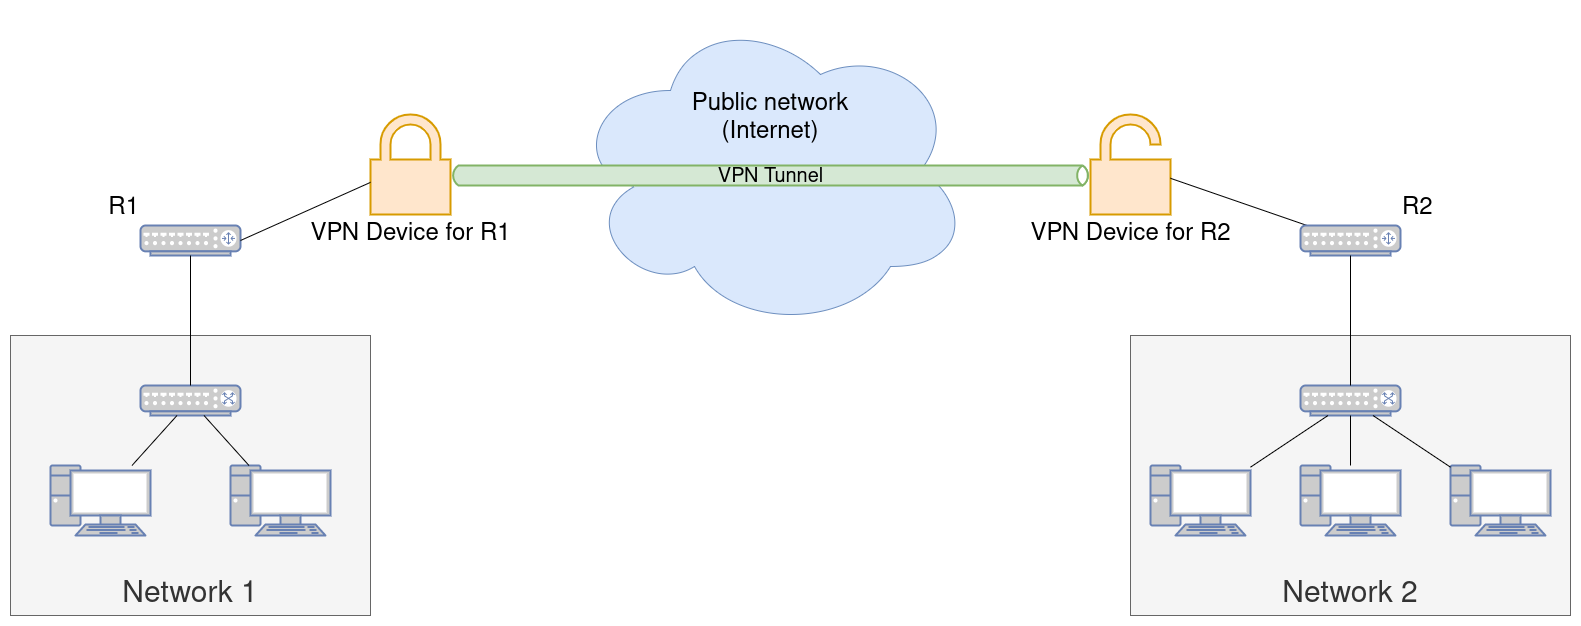 Public network
(Internet)
VPN Tunnel
R1
VPN Device for R1
VPN Device for R2
R2
Network 1
Network 2